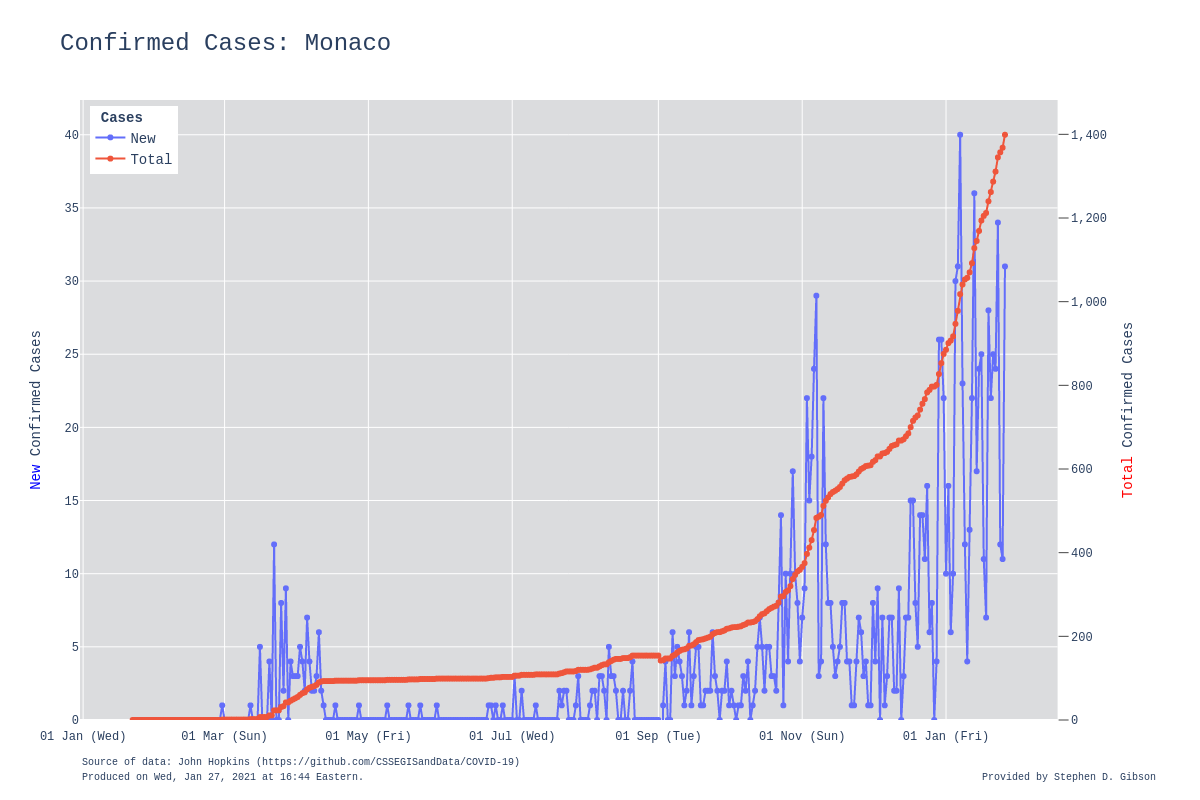 Confirmed Cases: Monaco
Cases
New
Total
40
35
30
25
20
15
10
5
0
1,400
1,200
1,000
800
600
400
200
0
New Confirmed Cases
Total Confirmed Cases
01 Jan (Wed) 01 Mar (Sun) 01 May (Fri) 01 Jul (Wed) 01 Sep (Tue) 01 Nov (Sun) 01 Jan (Fri)
Source of data: John Hopkins (https://github.com/CSSEGISandData/COVID-19)
Produced on Wed, Jan 27, 2021 at 16:44 Eastern.
Provided by Stephen D. Gibson